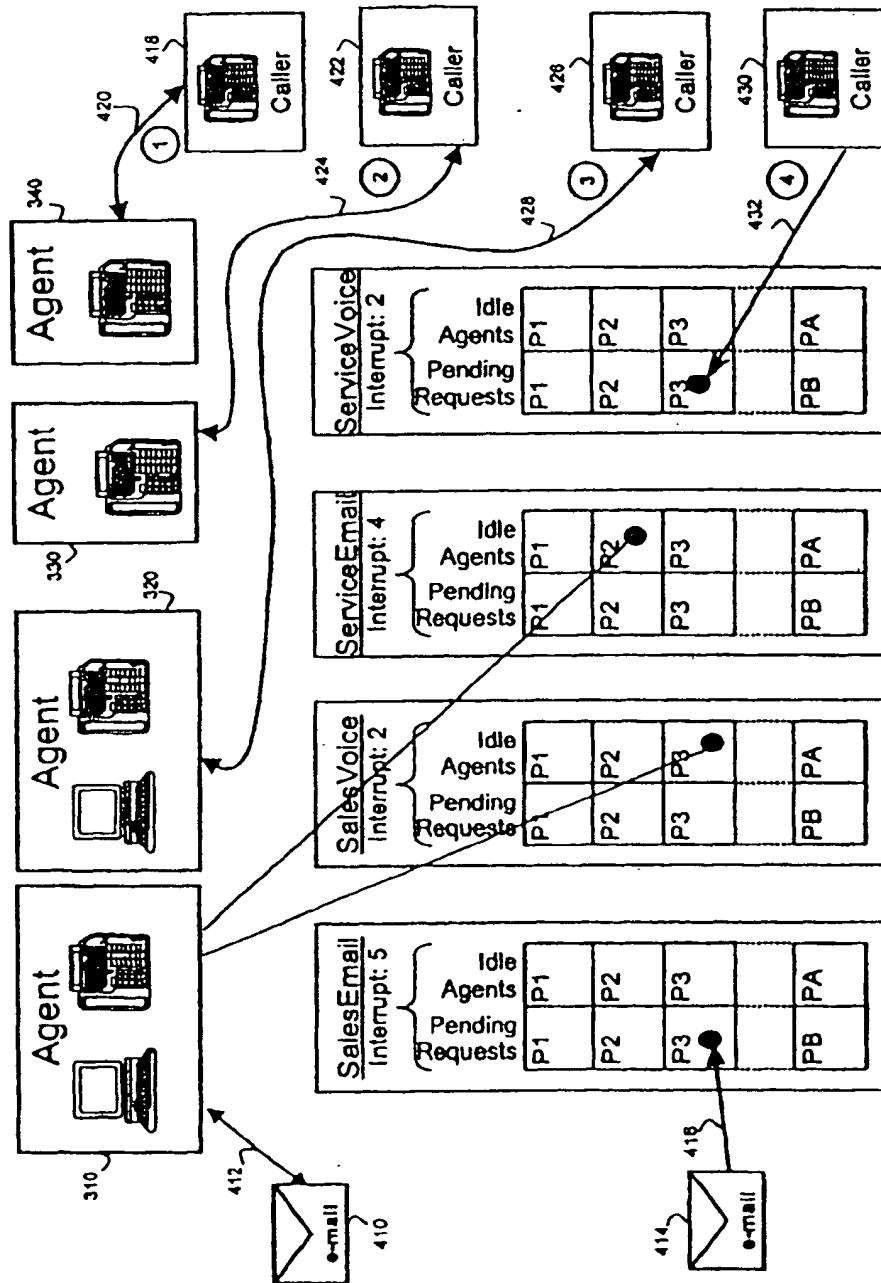 Agent
310
Agent
320
Agent
330
Agent
340
412
e-mail
410
420
418
Caller
1
422
Caller
2
424
426
Caller
3
428
430
Caller
4
432
SalesEmail
Interrupt: 5
Pending Requests
Idle Agents
P1 P1
P2 P2
P3 P3
PB PA
SalesVoice
Interrupt: 2
Pending Requests
Idle Agents
P1 P1
P2 P2
P3 P3
PB PA
ServiceEmail
Interrupt: 4
Pending Requests
Idle Agents
P1 P1
P2 P2
P3 P3
PB PA
ServiceVoice
Interrupt: 2
Pending Requests
Idle Agents
P1 P1
P2 P2
P3 P3
PB PA
414
e-mail
416